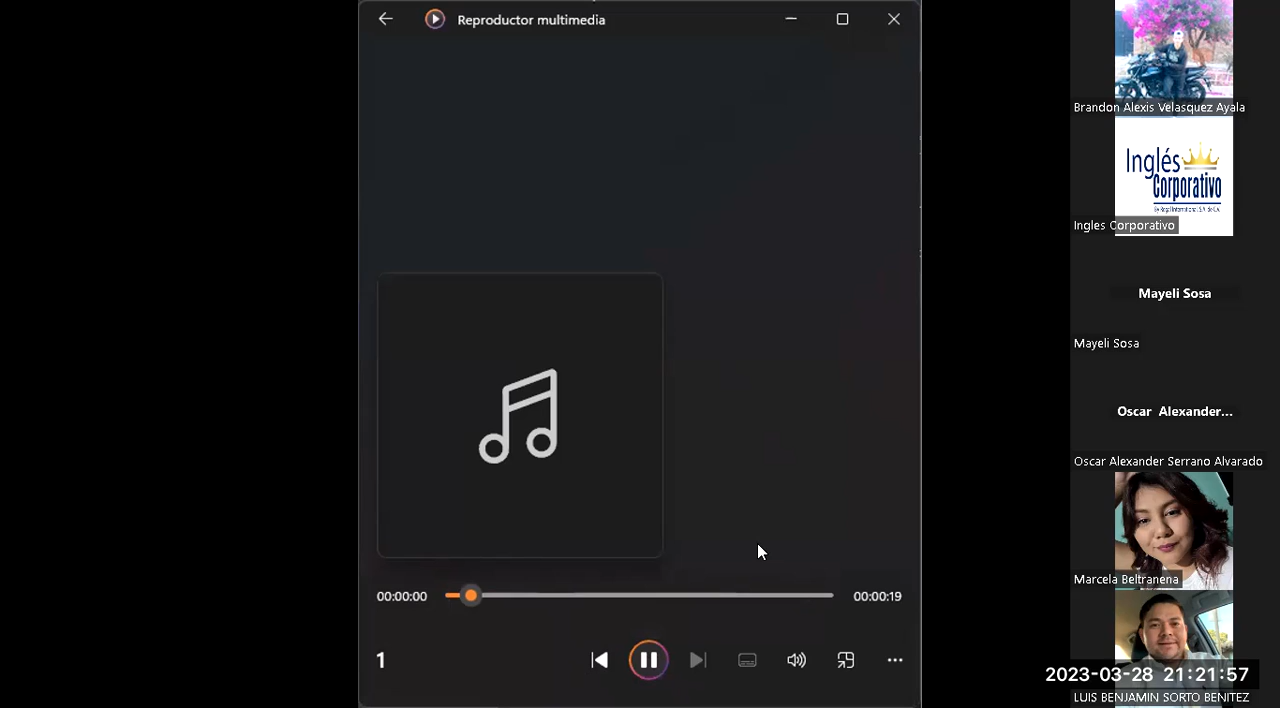 Reproductor multimedia
00:00:00
00:00:19
1
Brandon Alexis Velasquez Ayala
Inglés
Corporativo
Ingles Corporativo
Mayeli Sosa
Mayeli Sosa
Oscar Alexander...
Oscar Alexander Serrano Alvarado
Marcela Beltranena
2023-03-28 21:21:57
LUIS BENJAMIN SORTO BENITEZ